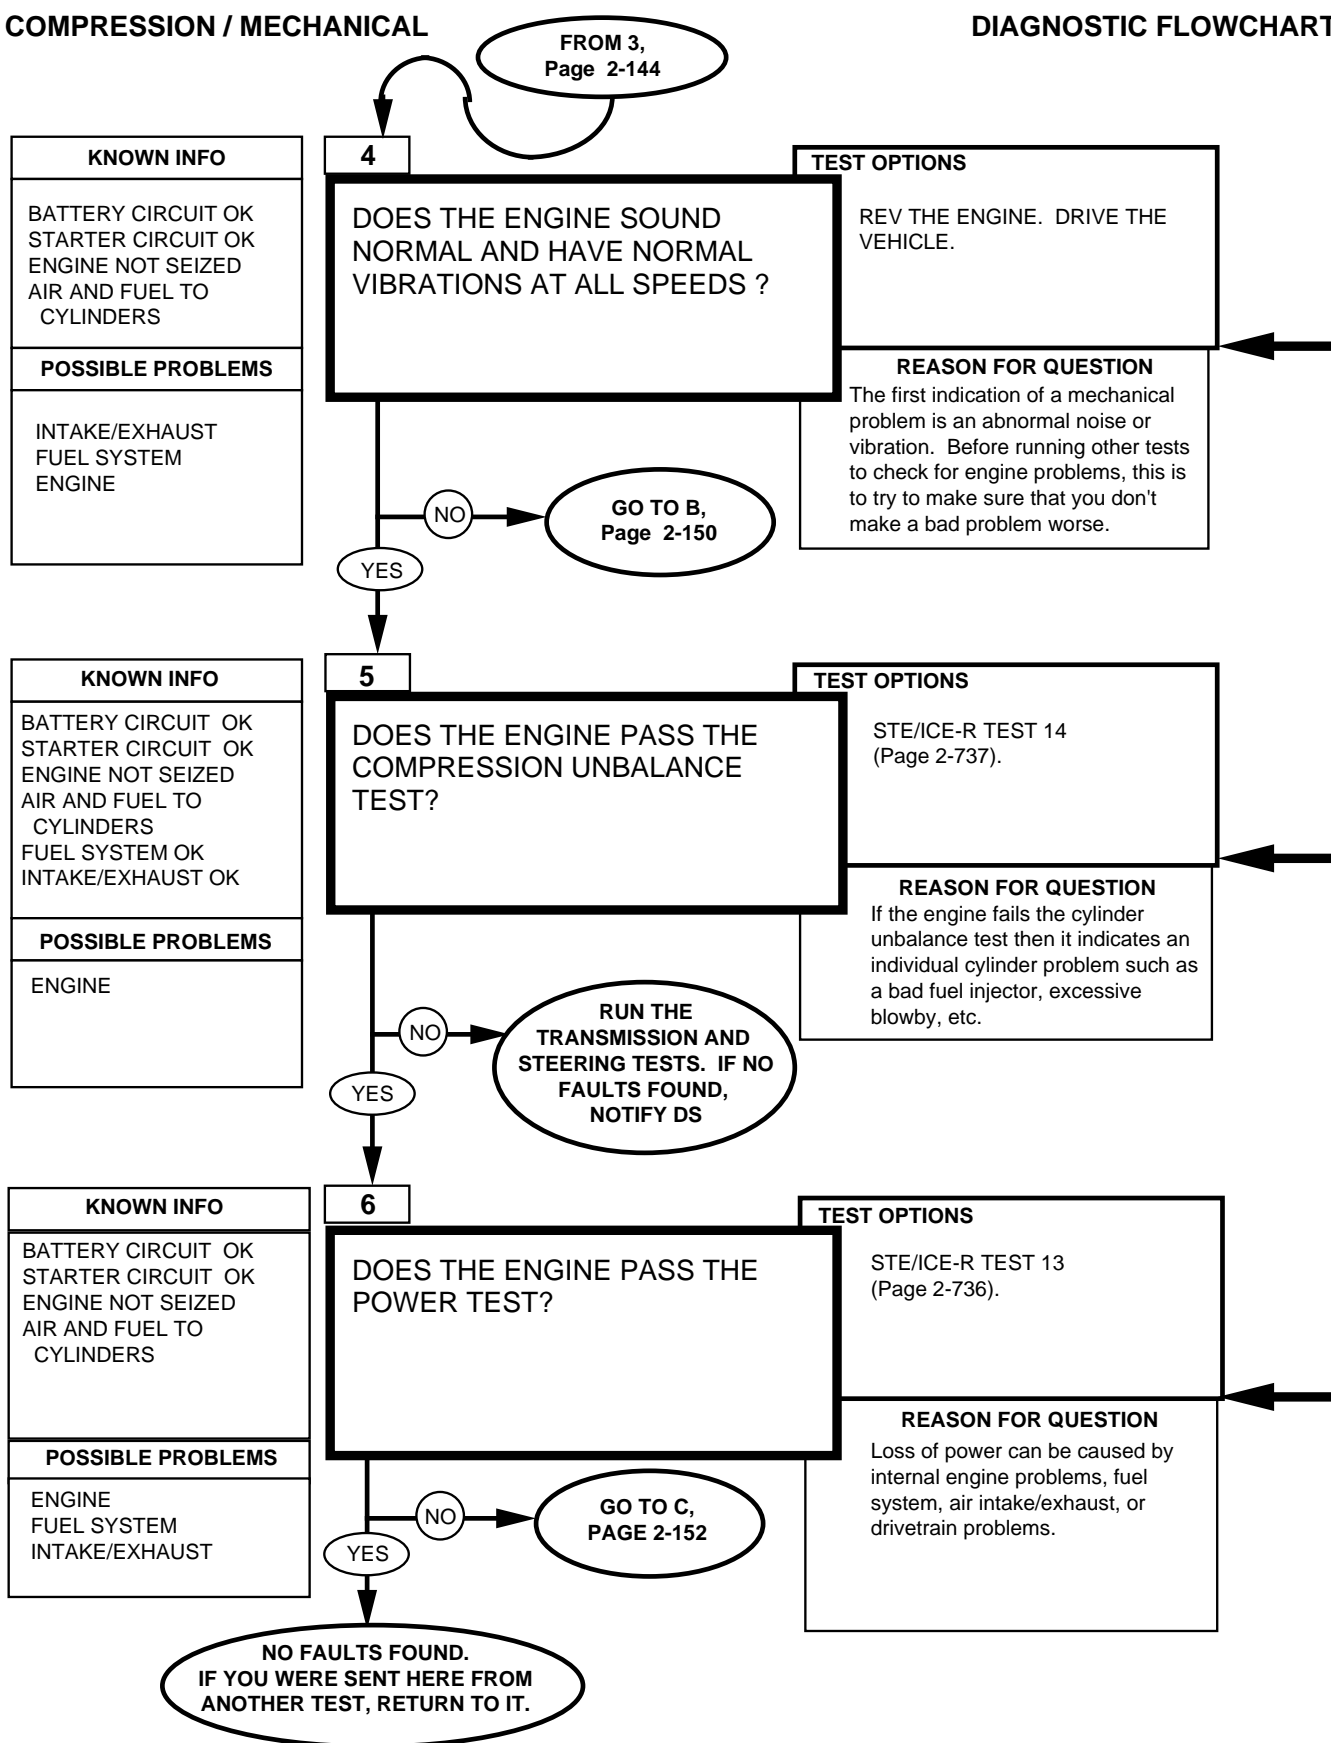 COMPRESSION / MECHANICAL
DIAGNOSTIC FLOWCHART
FROM 3,
Page 2-144
KNOWN INFO
BATTERY CIRCUIT OK
STARTER CIRCUIT OK
ENGINE NOT SEIZED
AIR AND FUEL TO
CYLINDERS
POSSIBLE PROBLEMS
INTAKE/EXHAUST
FUEL SYSTEM
ENGINE
4
DOES THE ENGINE SOUND
NORMAL AND HAVE NORMAL
VIBRATIONS AT ALL SPEEDS ?
TEST OPTIONS
REV THE ENGINE. DRIVE THE
VEHICLE.
REASON FOR QUESTION
The first indication of a mechanical
problem is an abnormal noise or
vibration. Before running other tests
to check for engine problems, this is
to try to make sure that you don't
make a bad problem worse.
NO
GO TO B,
Page 2-150
YES
KNOWN INFO
BATTERY CIRCUIT OK
STARTER CIRCUIT OK
ENGINE NOT SEIZED
AIR AND FUEL TO
CYLINDERS
FUEL SYSTEM OK
INTAKE/EXHAUST OK
POSSIBLE PROBLEMS
ENGINE
5
DOES THE ENGINE PASS THE
COMPRESSION UNBALANCE
TEST?
TEST OPTIONS
STE/ICE-R TEST 14
(Page 2-737).
REASON FOR QUESTION
If the engine fails the cylinder
unbalance test then it indicates an
individual cylinder problem such as
a bad fuel injector, excessive
blowby, etc.
NO
RUN THE
TRANSMISSION AND
STEERING TESTS. IF NO
FAULTS FOUND,
NOTIFY DS
YES
KNOWN INFO
BATTERY CIRCUIT OK
STARTER CIRCUIT OK
ENGINE NOT SEIZED
AIR AND FUEL TO
CYLINDERS
POSSIBLE PROBLEMS
ENGINE
FUEL SYSTEM
INTAKE/EXHAUST
6
DOES THE ENGINE PASS THE
POWER TEST?
TEST OPTIONS
STE/ICE-R TEST 13
(Page 2-736).
REASON FOR QUESTION
Loss of power can be caused by
internal engine problems, fuel
system, air intake/exhaust, or
drivetrain problems.
NO
GO TO C,
PAGE 2-152
YES
NO FAULTS FOUND.
IF YOU WERE SENT HERE FROM
ANOTHER TEST, RETURN TO IT.